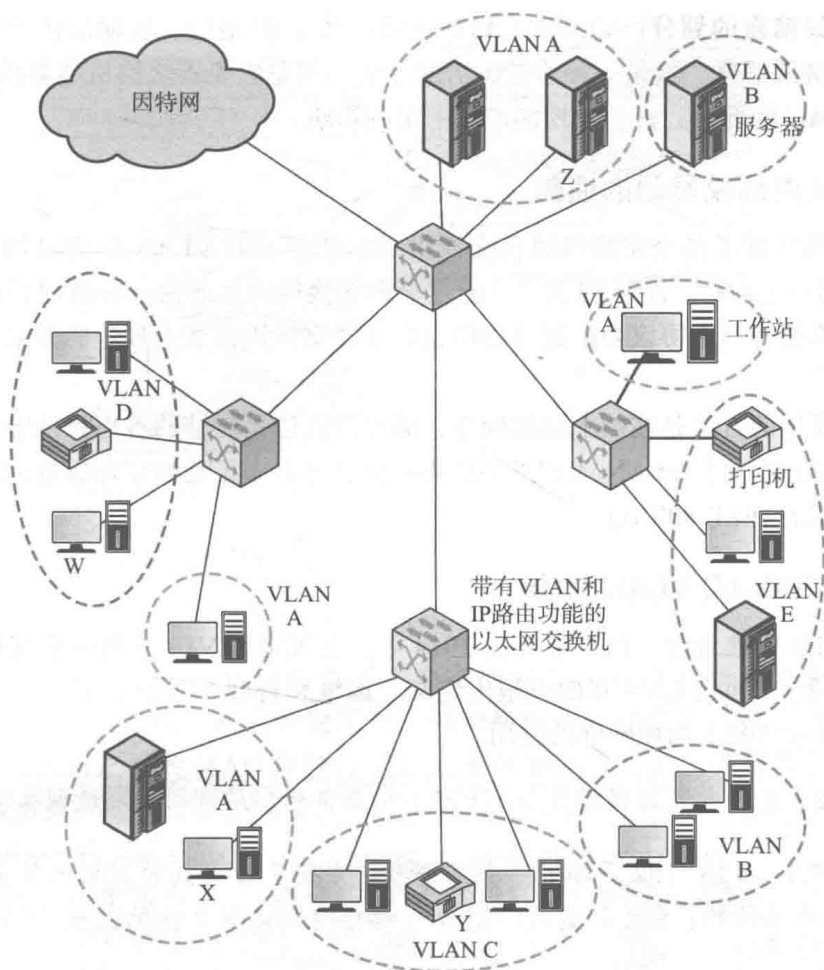 因特网
VLAN A
Z
VLAN
B
服务器
VLAN
A
工作站
VLAN
D
W
打印机
VLAN
E
VLAN
A
带有VLAN和
IP路由功能的
以太网交换机
VLAN
A
X
Y
VLAN C
VLAN
B